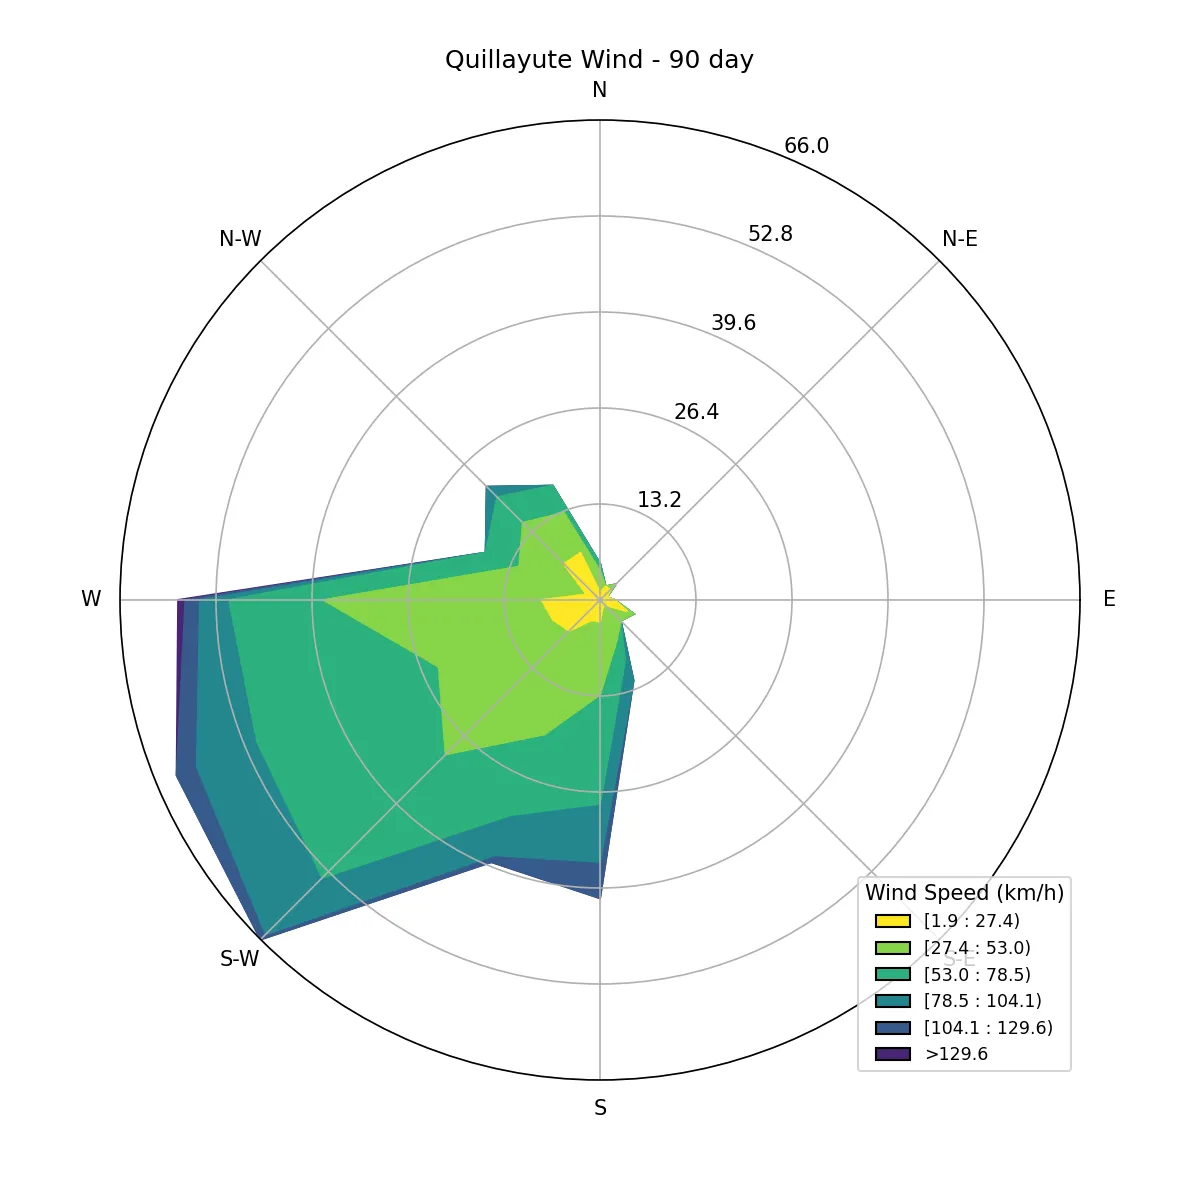 Quillayute Wind - 90 day
N
66.0
N-W
52.8
N-E
39.6
26.4
13.2
W
E
S-W
S-E
S
Wind Speed (km/h)
[1.9 : 27.4)
[27.4 : 53.0)
[53.0 : 78.5)
[78.5 : 104.1)
[104.1 : 129.6)
>129.6